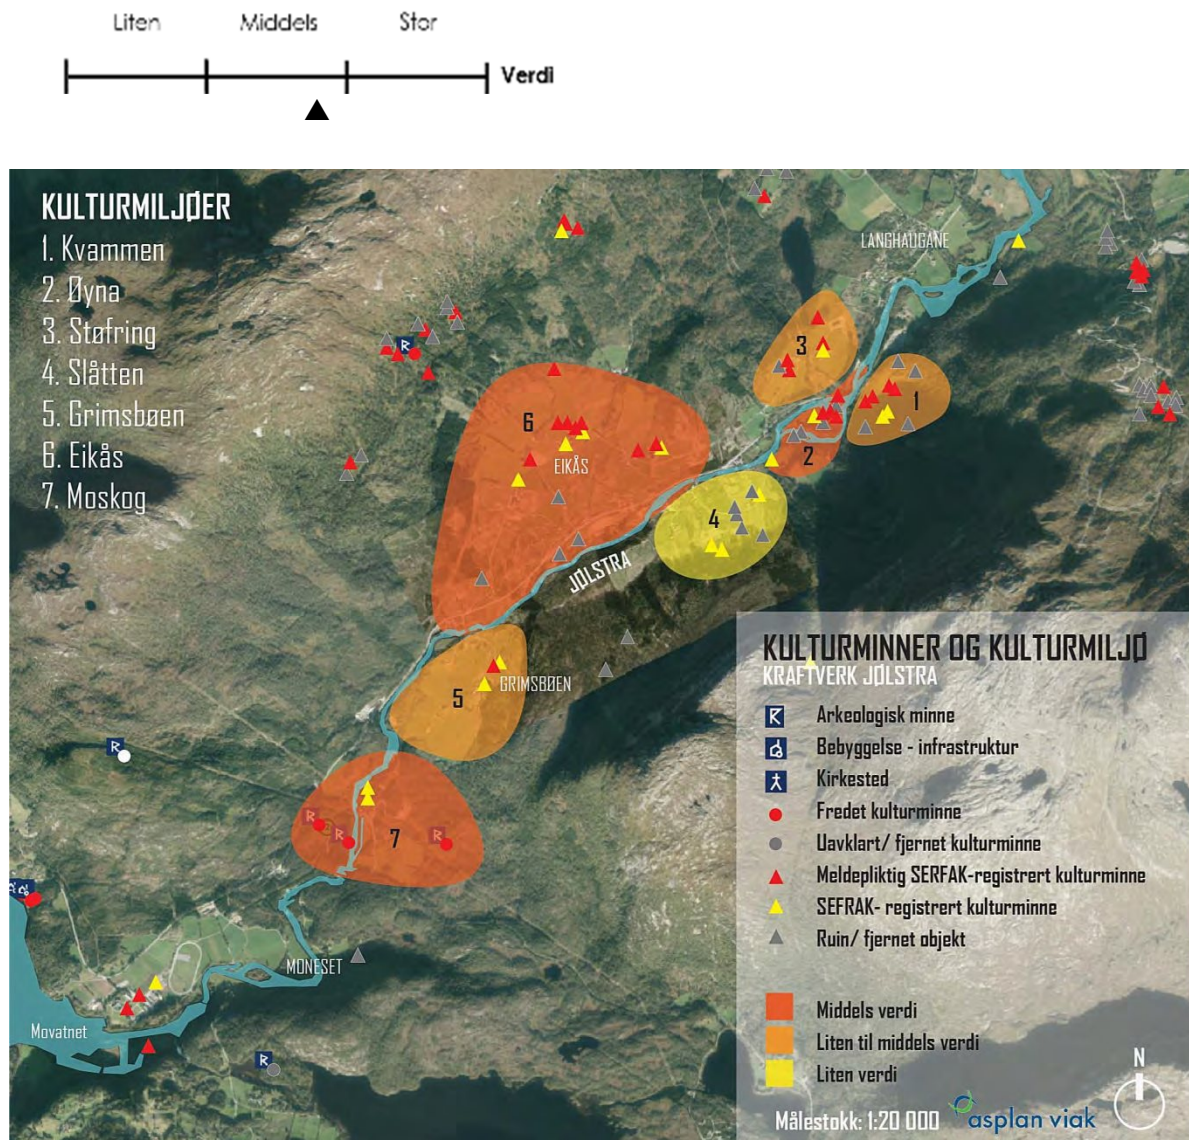 Liten Middels Stor
Verdi
KULTURMILJØER
1. Kvammen
2. Øyna
3. Støfring
4. Slåtten
5. Grimsbøen
6. Eikås
7. Moskog
LANGHAUGANE
3
1
6
EIKÅS
2
4
JØLSTRA
GRIMSBØEN
5
7
MONESET
Movatnet
KULTURMINNER OG KULTURMILJØ
KRAFTVERK JØLSTRA
Arkeologisk minne
Bebyggelse - infrastruktur
Kirkested
Fredet kulturminne
Uavklart/ fjernet kulturminne
Meldepliktig SERFAK-registrert kulturminne
SEFRAK- registrert kulturminne
Ruin/ fjernet objekt
Middels verdi
Liten til middels verdi
Liten verdi
N
Målestokk: 1:20 000 asplan viak